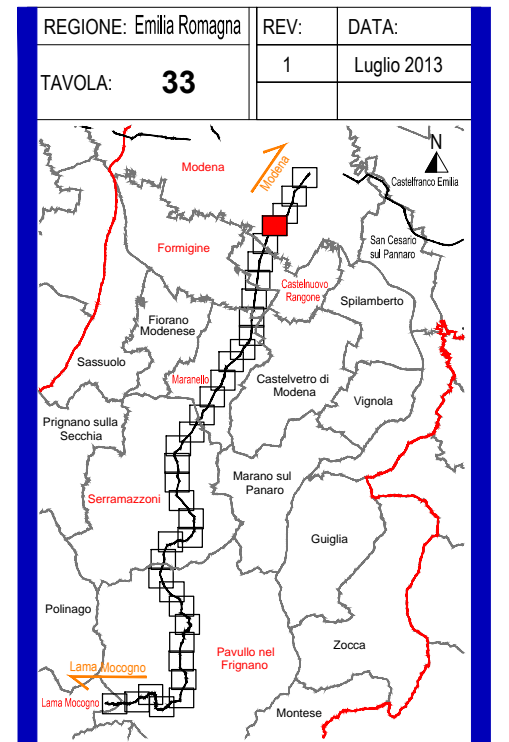 REGIONE: Emilia Romagna
REV:
DATA:
TAVOLA: 33
1
Luglio 2013
N
Modena
Modena
Castelfranco Emilia
Formigine
San Cesario
sul Pannaro
Castelnuovo
Rangone
Spilamberto
Fiorano
Modenese
Sassuolo
Maranello
Castelvetro di
Modena
Vignola
Prignano sulla
Secchia
Marano sul
Panaro
Serramazzoni
Guiglia
Polinago
Zocca
Pavullo nel
Frignano
Lama Mocogno
Lama Mocogno
Montese